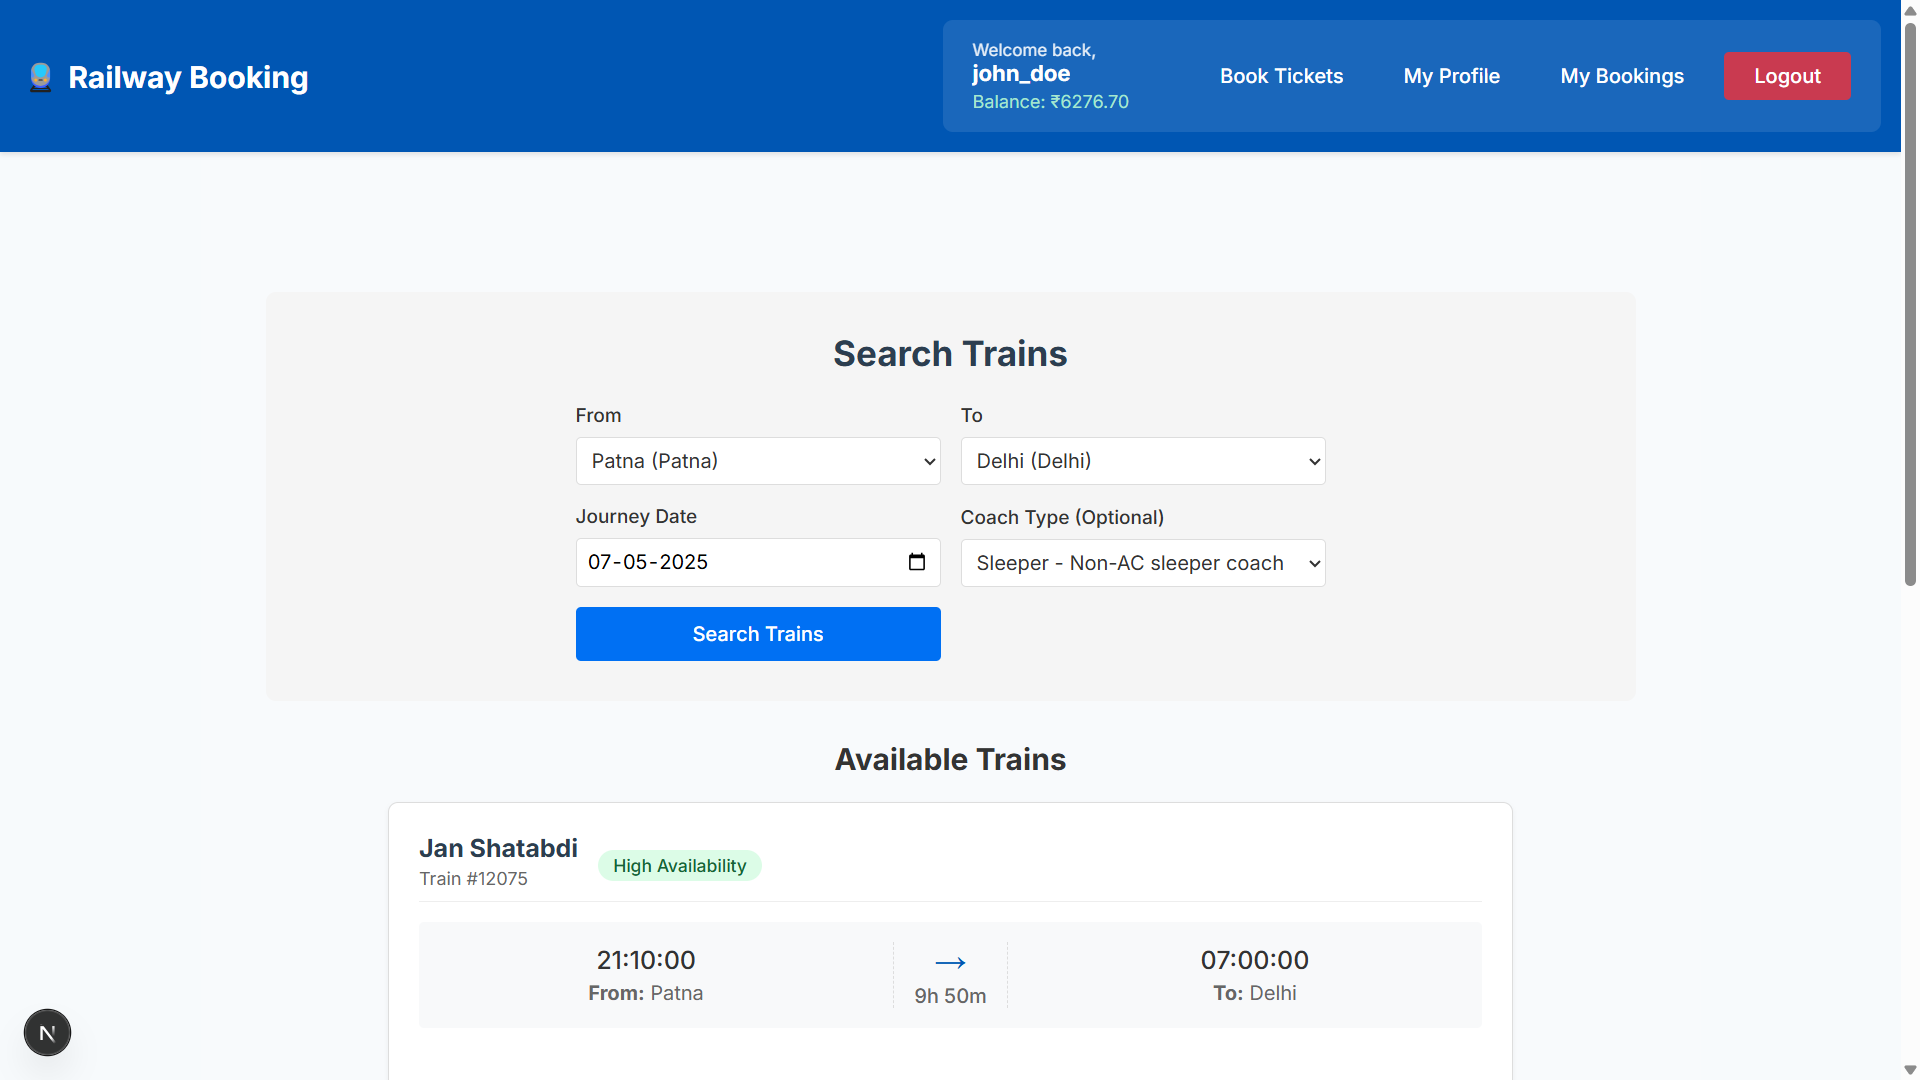 Railway Booking
Welcome back,
john_doe
Balance: ₹6276.70
Book Tickets
My Profile
My Bookings
Logout
Search Trains
From
To
Patna (Patna)
Delhi (Delhi)
Journey Date
Coach Type (Optional)
07-05-2025
Sleeper - Non-AC sleeper coach
Search Trains
Available Trains
Jan Shatabdi
High Availability
Train #12075
21:10:00
→
07:00:00
From: Patna
9h 50m
To: Delhi
N